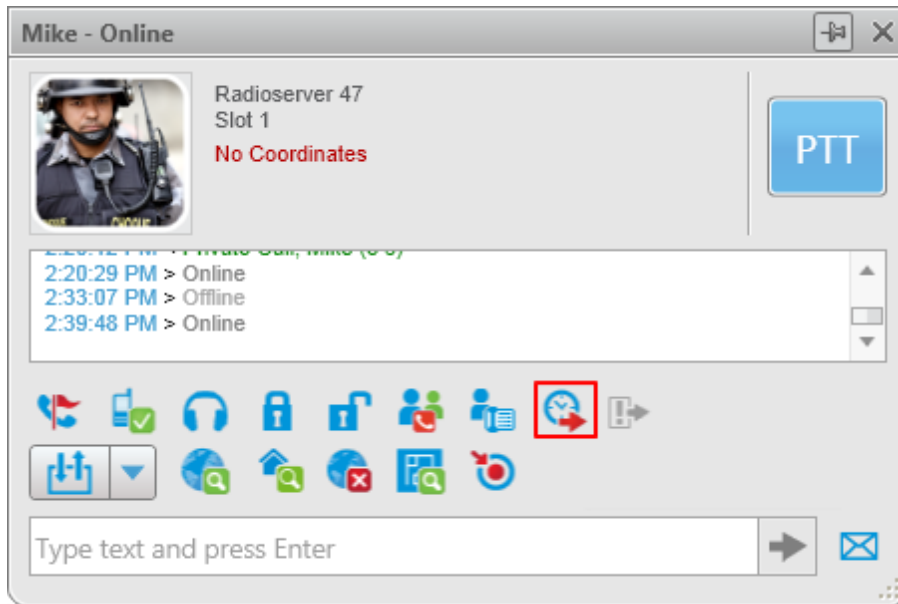 Mike - Online
Radioserver 47
Slot 1
No Coordinates
PTT
2:20:29 PM > Online
2:33:07 PM > Offline
2:39:48 PM > Online
Type text and press Enter